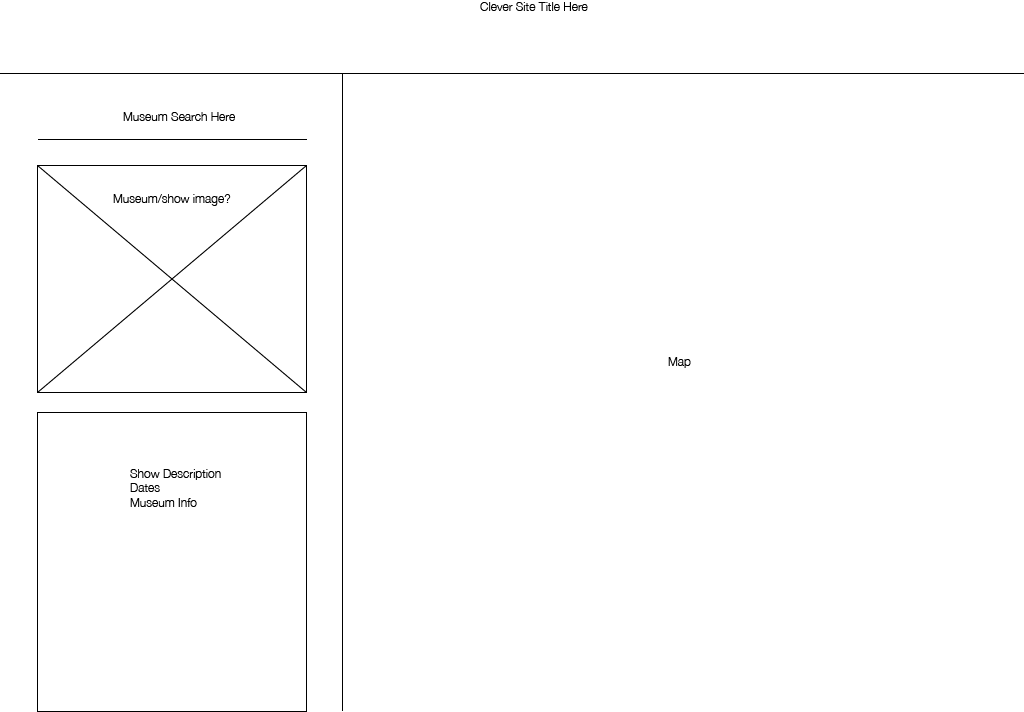 Clever Site Title Here
Museum Search Here
Museum/show image?
Show Description
Dates
Museum Info
Map